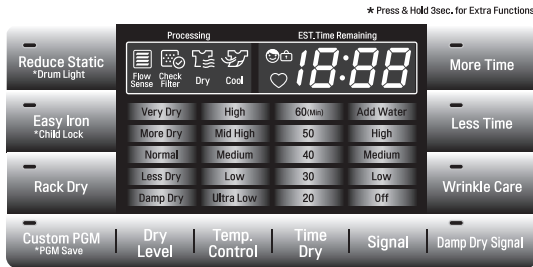 * Press & Hold 3sec. for Extra Functions
Processing
EST.Time Remaining
18:88
Flow Sense
Check Filter
Dry
Cool
Reduce Static
*Drum Light
Easy Iron
*Child Lock
Rack Dry
Custom PGM
*PGM Save
Very Dry High 60(Min) Add Water
More Dry Mid High 50 High
Normal Medium 40 Medium
Less Dry Low 30 Low
Damp Dry Ultra Low 20 Off
More Time
Less Time
Wrinkle Care
Dry Level
Temp. Control
Time Dry
Signal
Damp Dry Signal